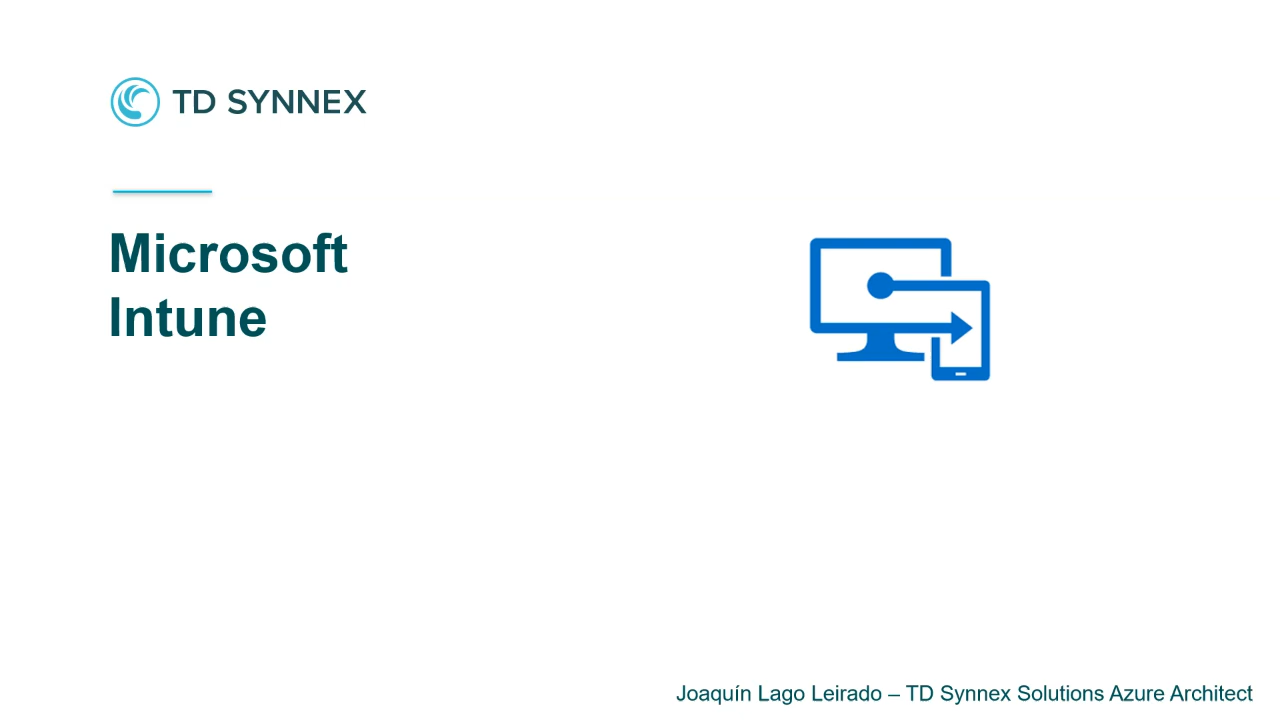 TD SYNNEX
Microsoft
Intune
Joaquín Lago Leirado – TD Synnex Solutions Azure Architect